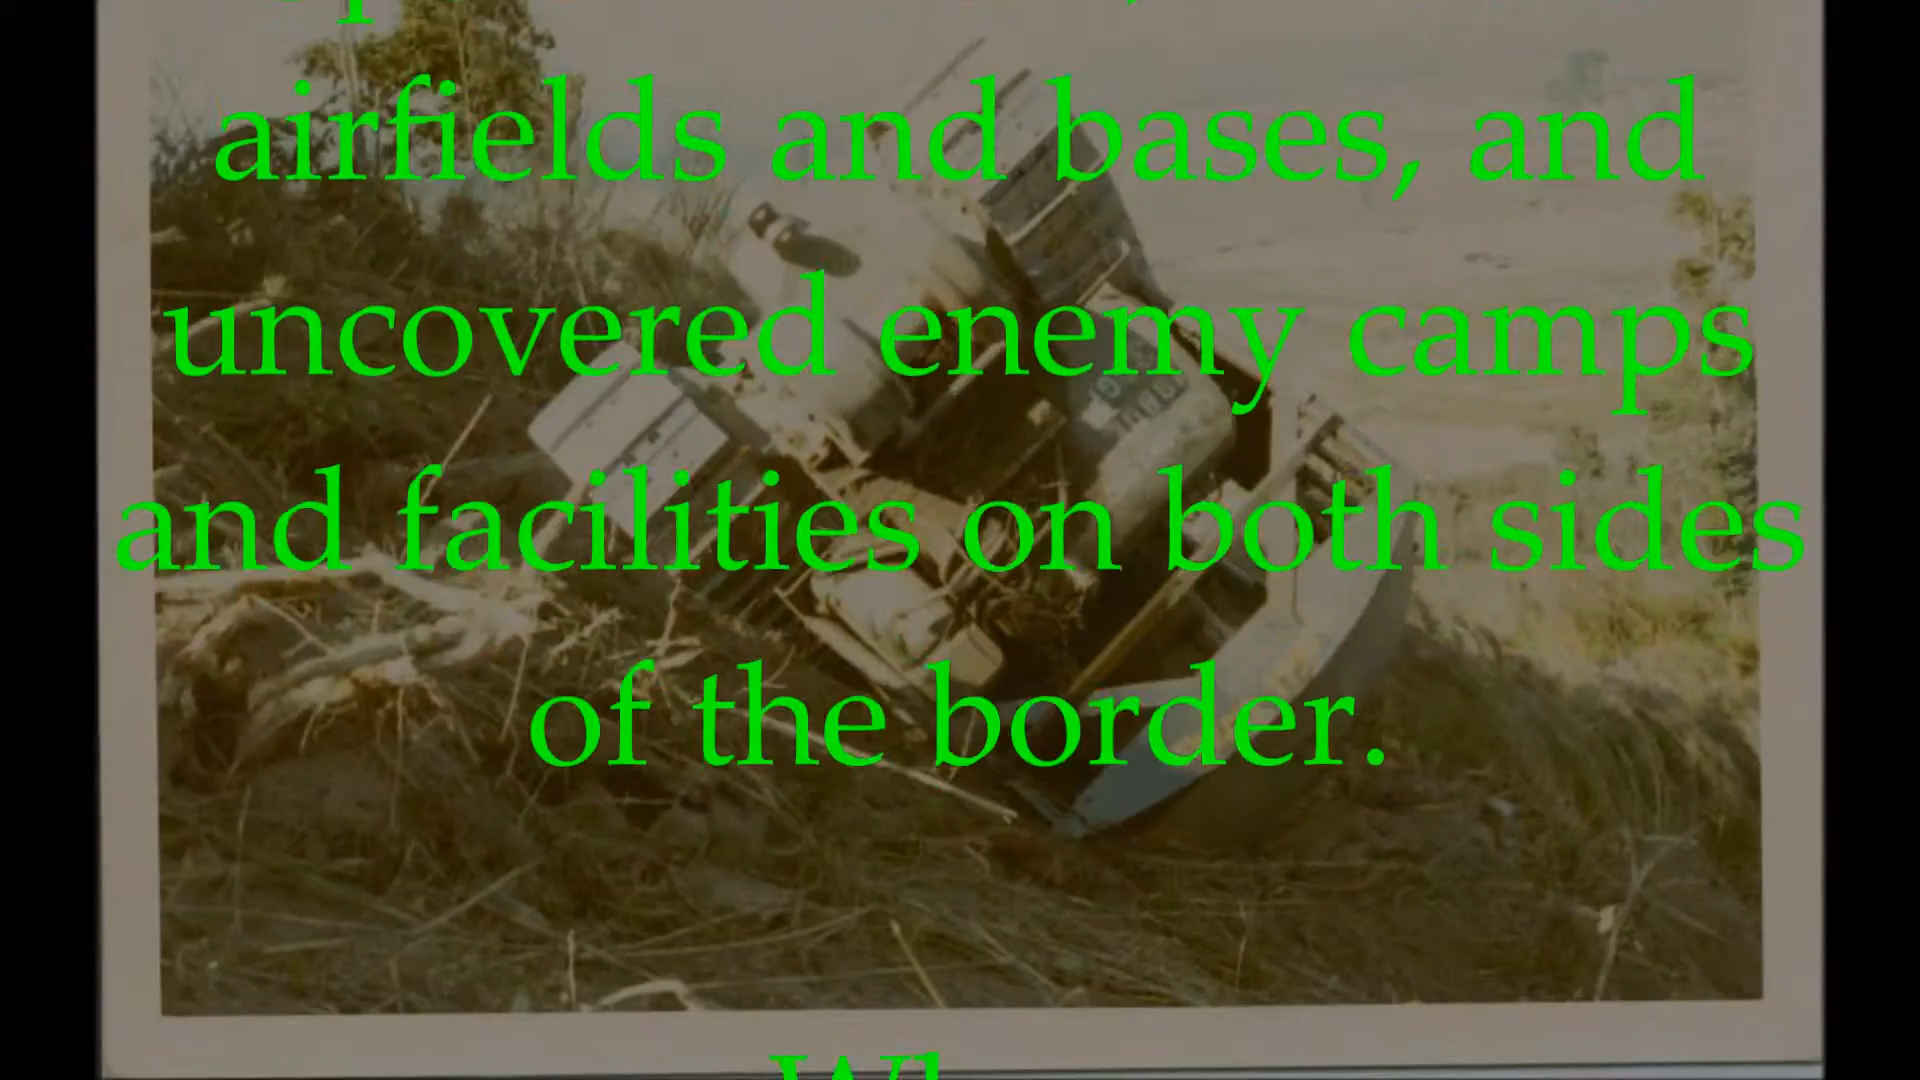 airfields and bases, and
uncovered enemy camps
and facilities on both sides
of the border.